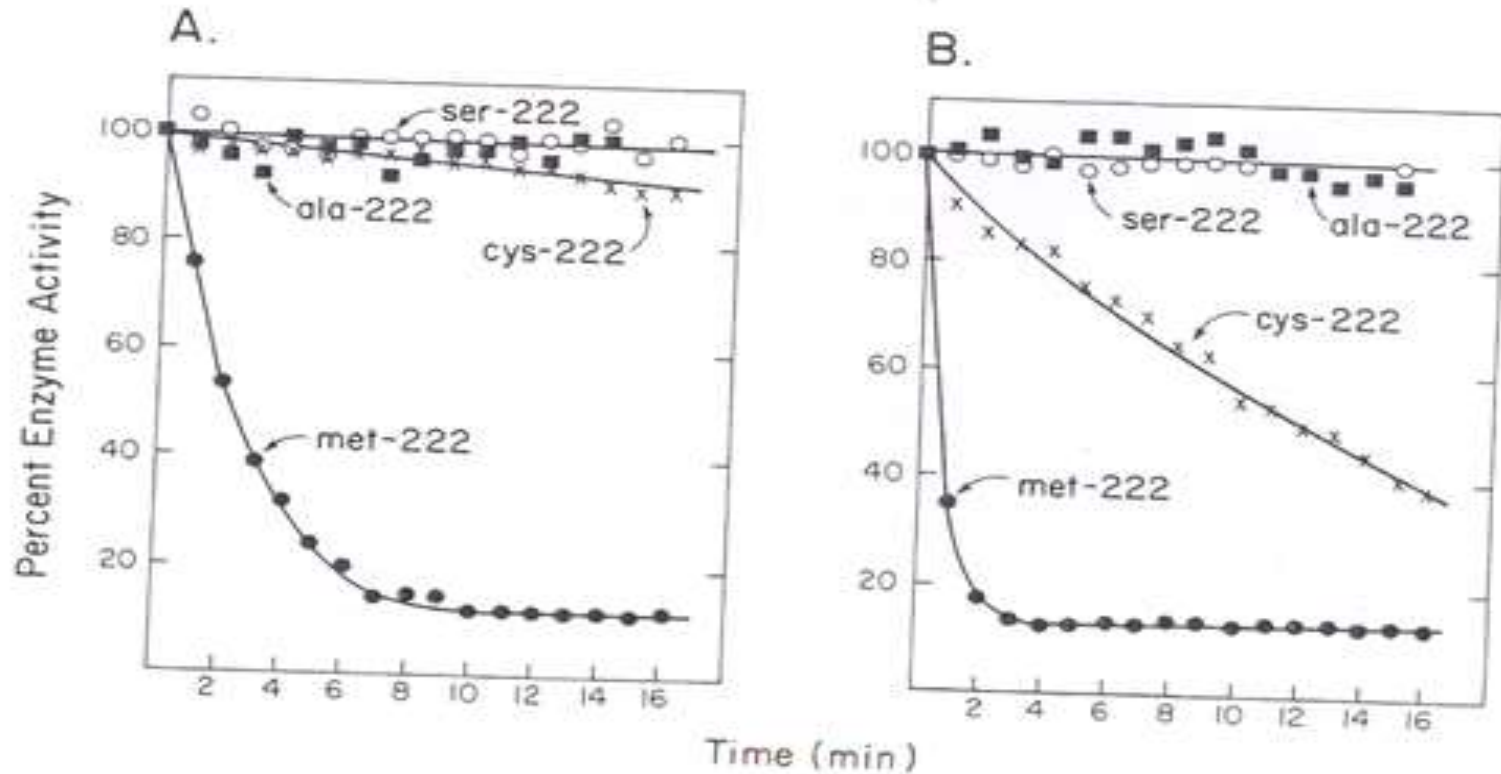 A.
Percent Enzyme Activity
100
80
60
40
20
ser-222
ala-222
cys-222
met-222
2 4 6 8 10 12 14 16
B.
100
80
60
40
20
ser-222
ala-222
cys-222
met-222
2 4 6 8 10 12 14 16
Time (min)